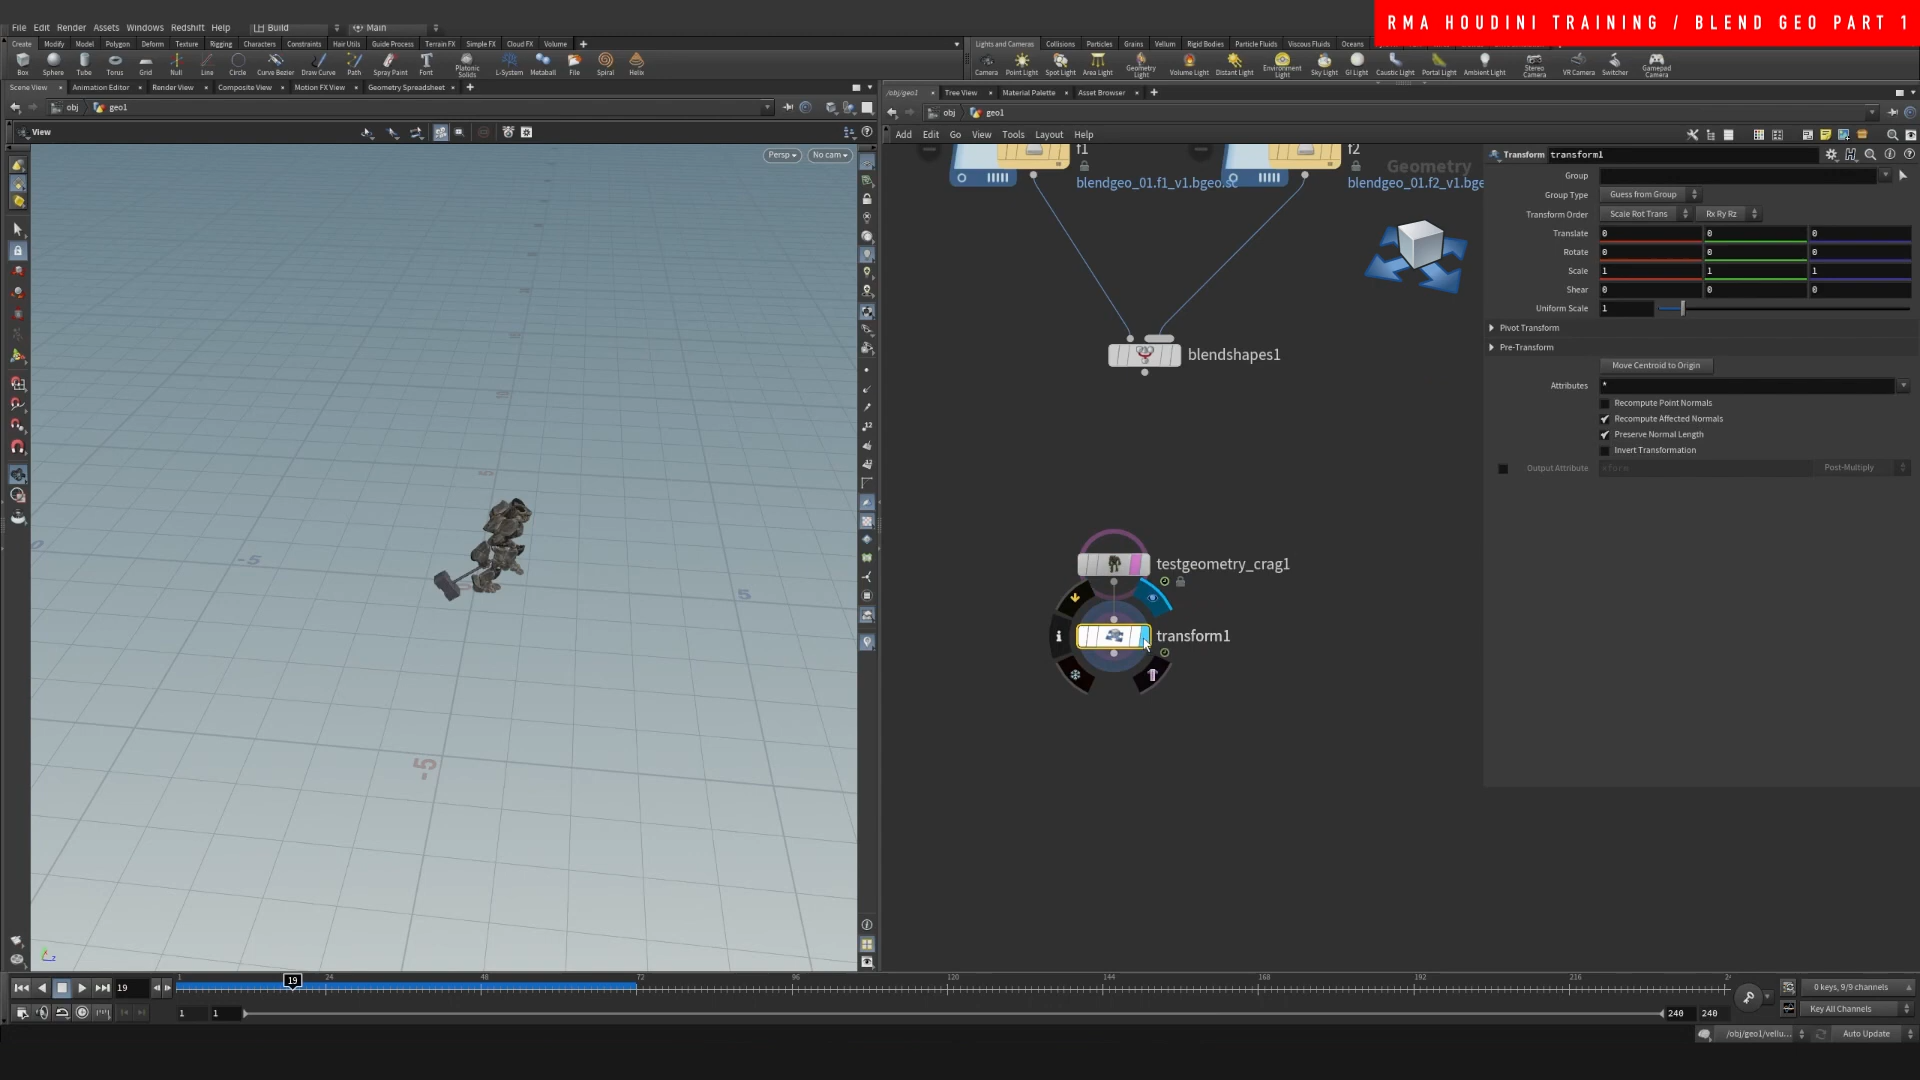 RMA HOUDINI TRAINING / BLEND GEO PART 1
File Edit Render Assets Windows Redshift Help Build Main
Create Modify Model Polygon Deform Texture Rigging Characters Constraints Hair Utils Guide Process Terrain FX Simple FX Cloud FX Volume
Lights and Cameras Collisions Particles Grains Vellum Rigid Bodies Particle Fluids Viscous Fluids Oceans
Box Sphere Tube Torus Grid Null Line Circle Curve Bezier Draw Curve Path Spray Paint Font Platonic Solids L-System Metaball File Spiral Helix
Camera Point Light Spot Light Area Light Geometry Light Volume Light Distant Light Environment Light Sky Light GI Light Caustic Light Portal Light Ambient Light Stereo Camera VR Camera Switcher Gamepad Camera
Scene View Animation Editor Render View Composite View Motion FX View Geometry Spreadsheet
/obj/geo1 Tree View Material Palette Asset Browser
obj geo1
obj geo1
View
Add Edit Go View Tools Layout Help
Persp No cam
f1
blendgeo_01.f1_v1.bgeo.sc
f2
blendgeo_01.f2_v1.bge
Geometry
blendshapes1
testgeometry_crag1
transform1
Transform transform1
Group
Group Type Guess from Group
Transform Order Scale Rot Trans Rx Ry Rz
Translate 0 0 0
Rotate 0 0 0
Scale 1 1 1
Shear 0 0 0
Uniform Scale 1
Pivot Transform
Pre-Transform
Move Centroid to Origin
Attributes *
Recompute Point Normals
Recompute Affected Normals
Preserve Normal Length
Invert Transformation
Output Attribute xform Post-Multiply
0 -5 5
-5
19 1 19 24 48 72 96 120 144 168 192 216
0 keys, 9/9 channels
1 1 240 240
Key All Channels
/obj/geo1/vellu... Auto Update